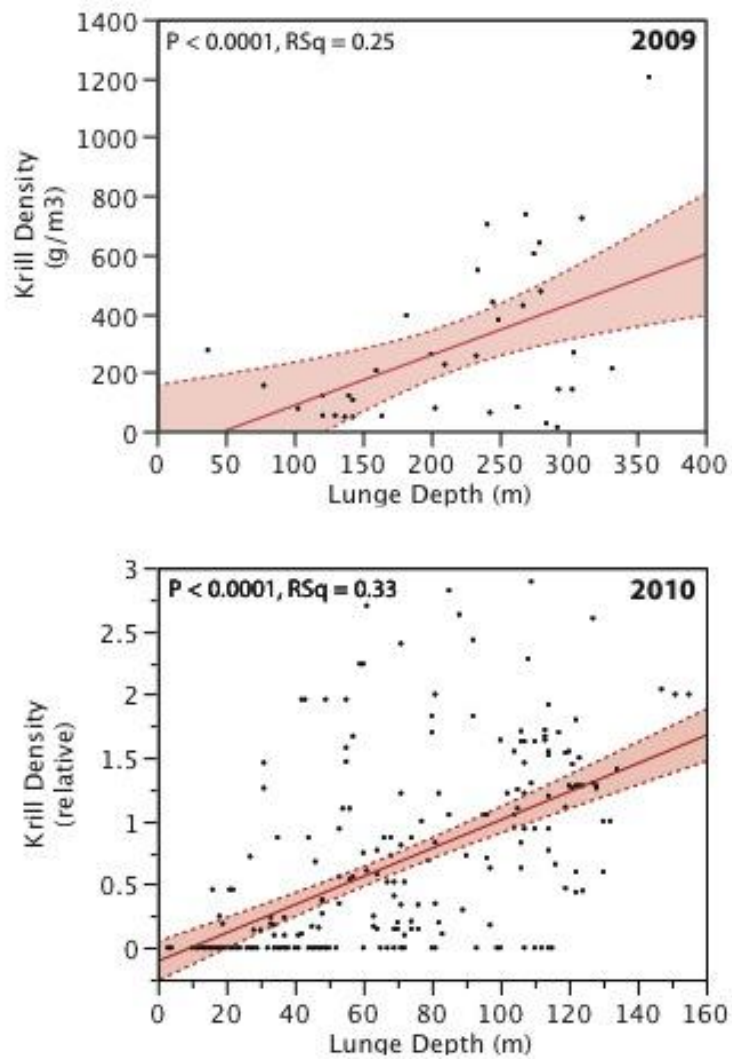 P < 0.0001, RSq = 0.25
2009
1400
1200
1000
800
600
400
200
0
Krill Density
(g/m3)
0 50 100 150 200 250 300 350 400
Lunge Depth (m)
P < 0.0001, RSq = 0.33
2010
3
2.5
2
1.5
1
0.5
0
Krill Density
(relative)
0 20 40 60 80 100 120 140 160
Lunge Depth (m)